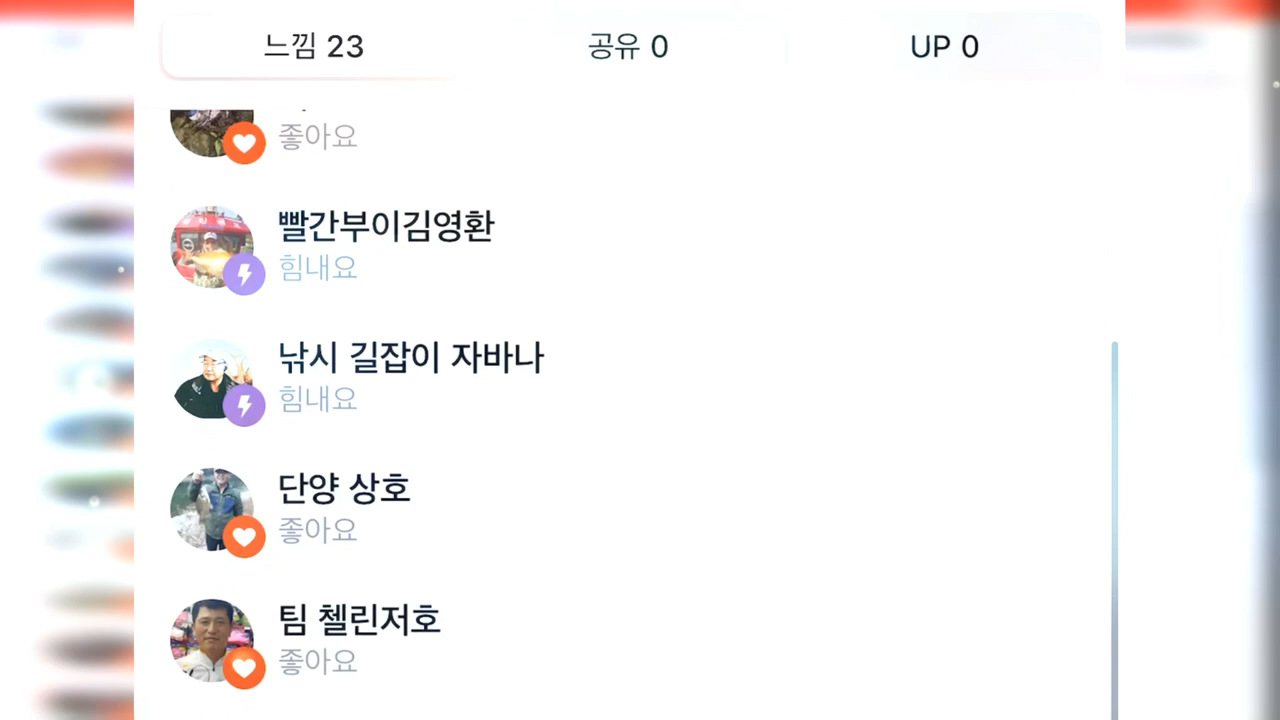 느낌 23
공유 0
UP 0
좋아요
빨간부이김영환
힘내요
낚시 길잡이 자바나
힘내요
단양 상호
좋아요
팀 첼린저호
좋아요